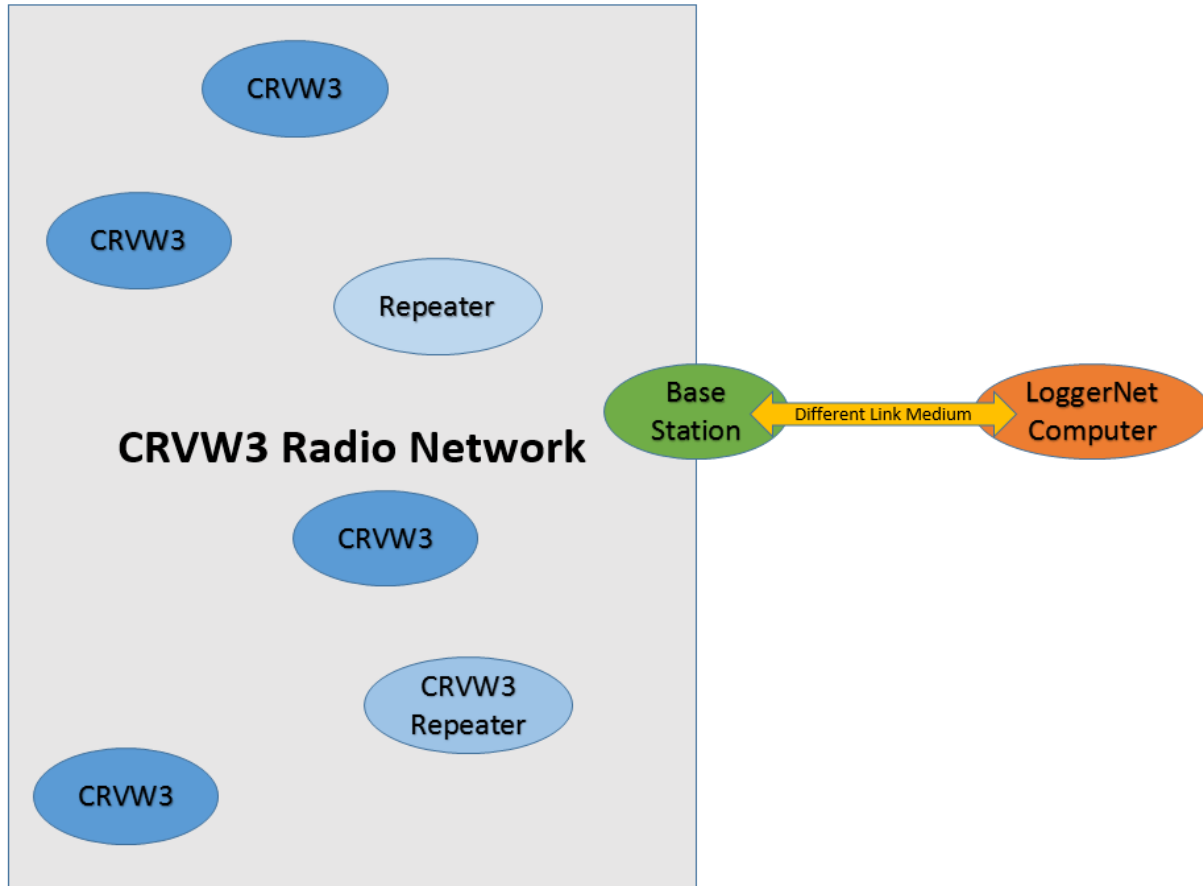 CRVW3
CRVW3
Repeater
Base
Station
Different Link Medium
LoggerNet
Computer
CRVW3 Radio Network
CRVW3
CRVW3
Repeater
CRVW3